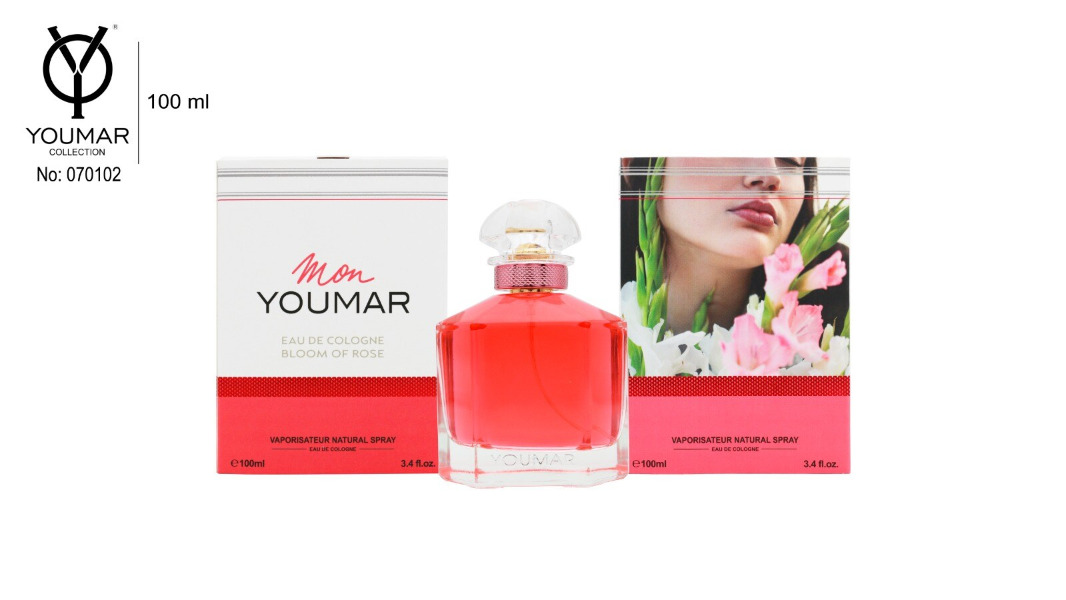 ®
YOUMAR
COLLECTION
No: 070102
100 ml
Mon
YOUMAR
EAU DE COLOGNE
BLOOM OF ROSE
VAPORISATEUR NATURAL SPRAY
EAU DE COLOGNE
℮100ml 3.4 fl.oz.
YOUMAR
VAPORISATEUR NATURAL SPRAY
EAU DE COLOGNE
℮100ml 3.4 fl.oz.